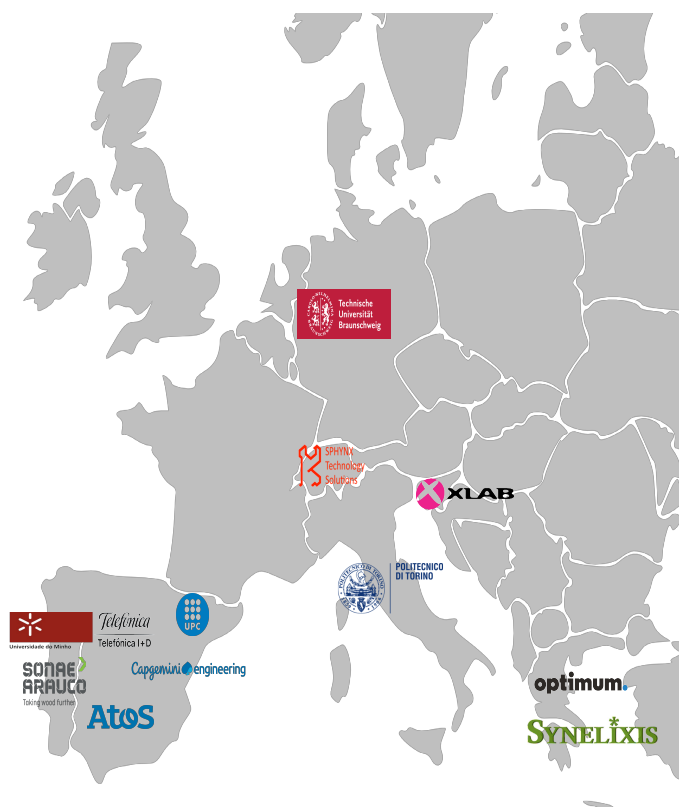 Technische
Universität
Braunschweig
SPHYNX
Technology
Solutions
XLAB
POLITECNICO
DI TORINO
Universidade do Minho
Telefónica
Telefónica I+D
UPC
SONAE
ARAUCO
Taking wood further
Capgemini engineering
Atos
optimum.
SYNELIXIS